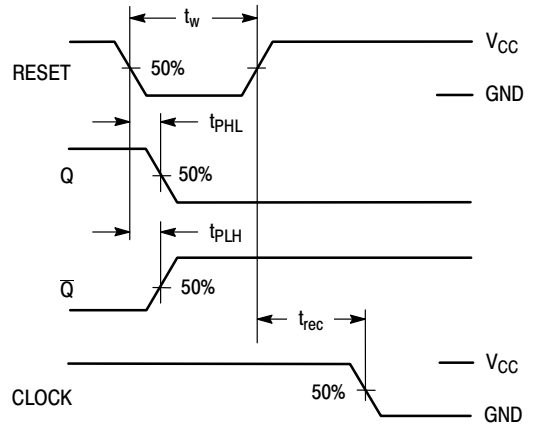 tw
VCC
RESET
50%
GND
tPHL
Q
50%
tPLH
Q̅
50%
trec
VCC
CLOCK
50%
GND